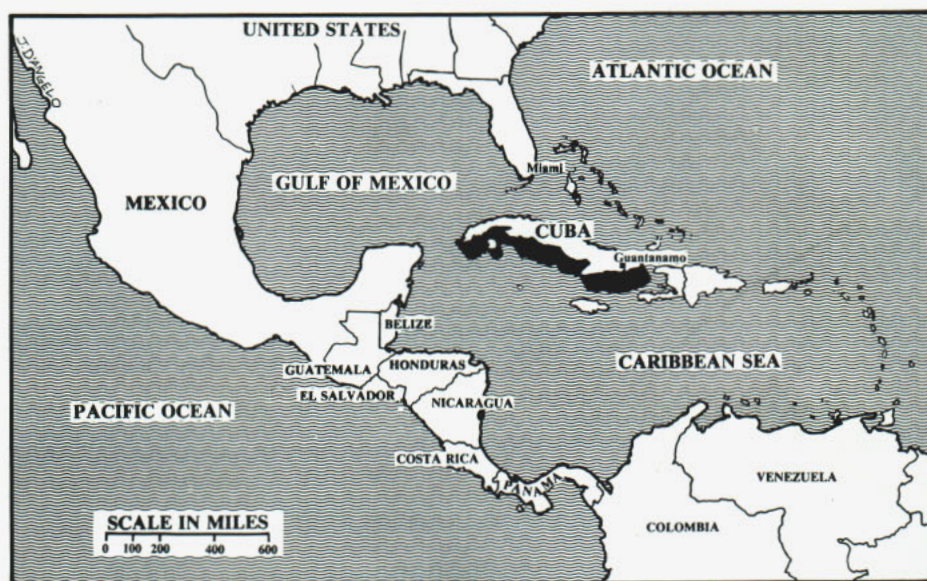 UNITED STATES
J. D'ANGELO
ATLANTIC OCEAN
Miami
GULF OF MEXICO
MEXICO
CUBA
Guantanamo
BELIZE
GUATEMALA
HONDURAS
CARIBBEAN SEA
EL SALVADOR
NICARAGUA
PACIFIC OCEAN
COSTA RICA
PANAMA
VENEZUELA
COLOMBIA
SCALE IN MILES
0 100 200 400 600